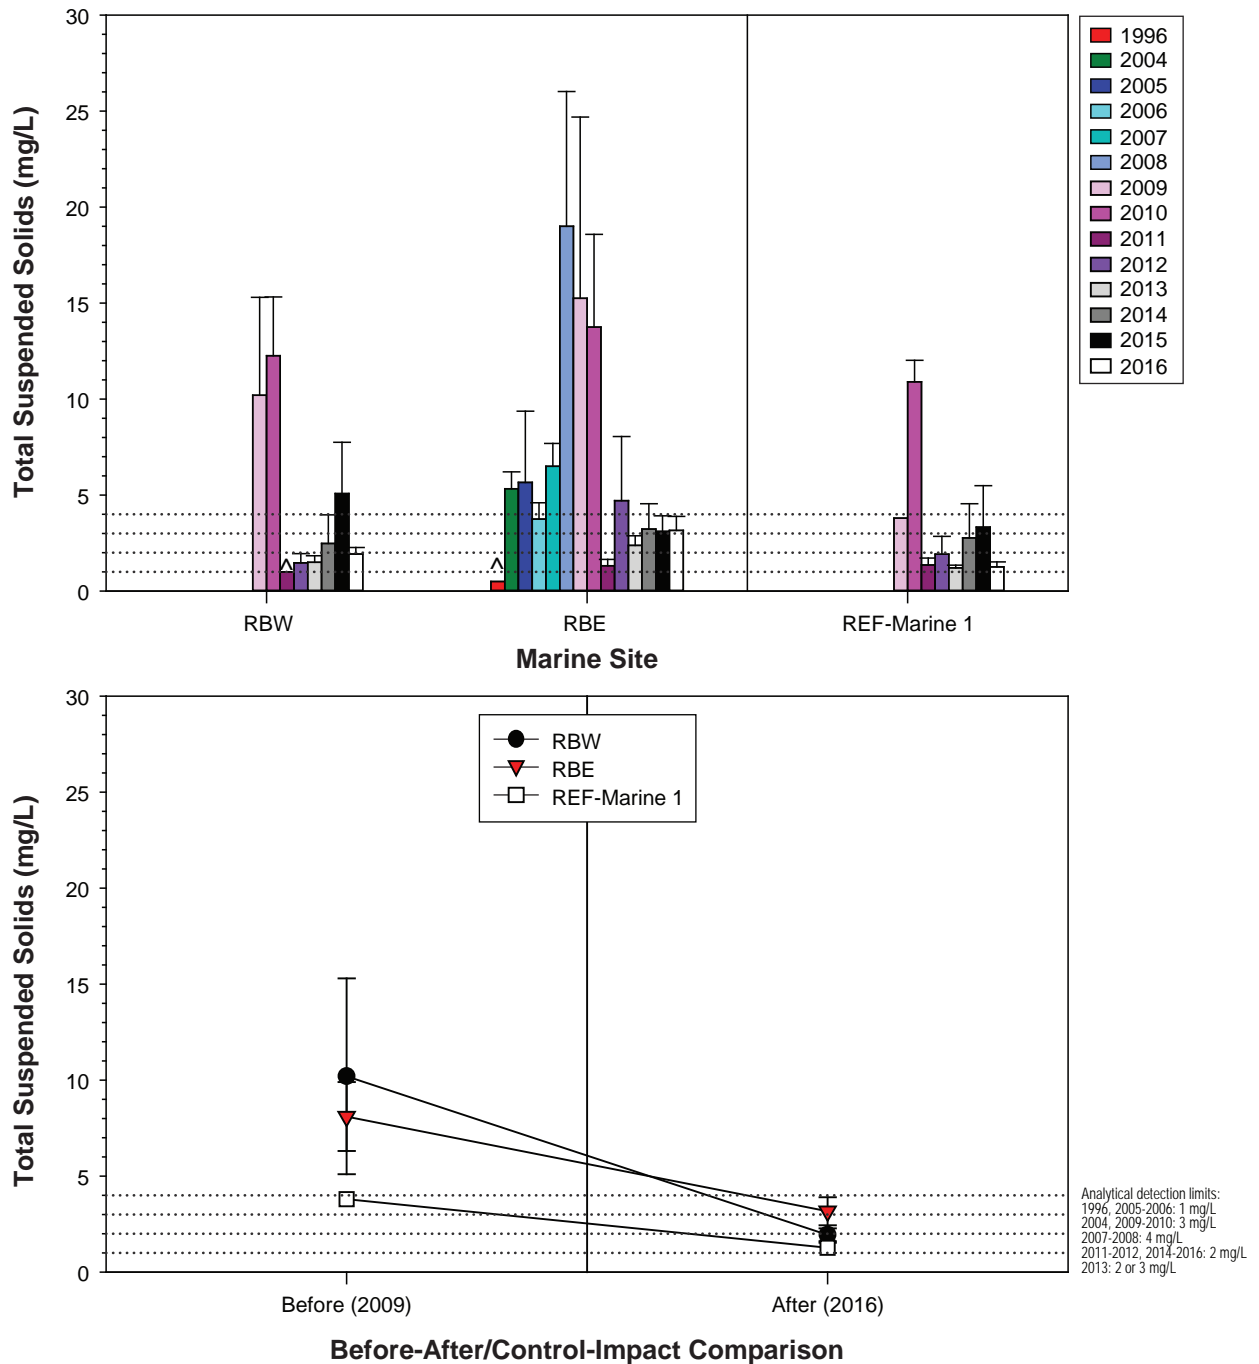 30
25
20
15
10
5
0
Total Suspended Solids (mg/L)
^
^
RBW
RBE
REF-Marine 1
Marine Site
1996
2004
2005
2006
2007
2008
2009
2010
2011
2012
2013
2014
2015
2016
30
25
20
15
10
5
0
Total Suspended Solids (mg/L)
RBW
RBE
REF-Marine 1
Before (2009)
After (2016)
Before-After/Control-Impact Comparison
Analytical detection limits:
1996, 2005-2006: 1 mg/L
2004, 2009-2010: 3 mg/L
2007-2008: 4 mg/L
2011-2012, 2014-2016: 2 mg/L
2013: 2 or 3 mg/L